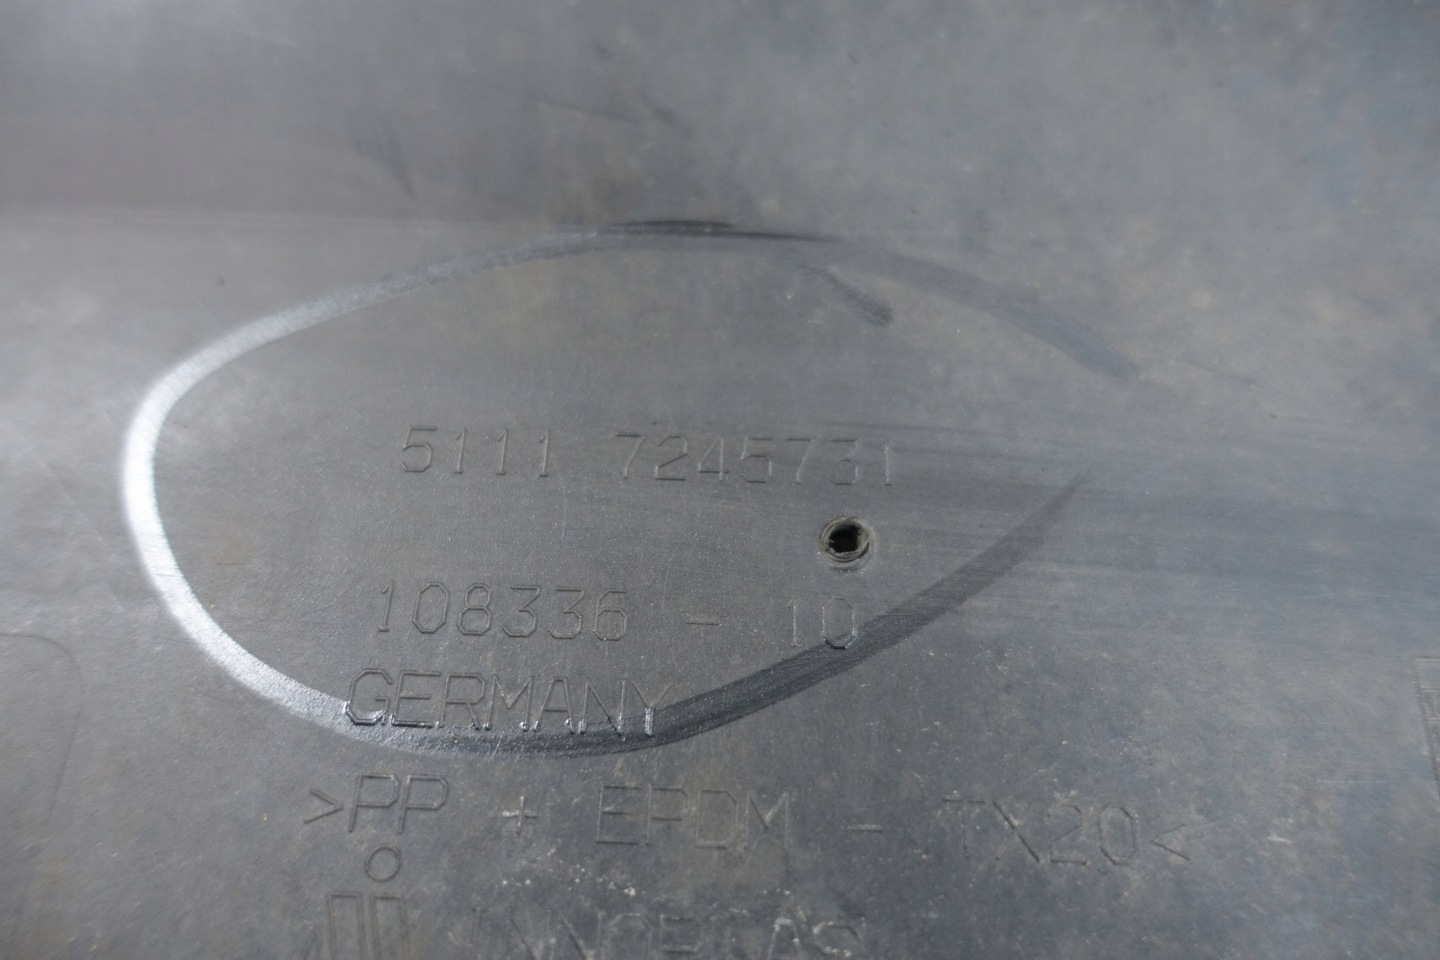 5111 7245731
108336 - 10
GERMANY
>PP + EPDM - TX20<